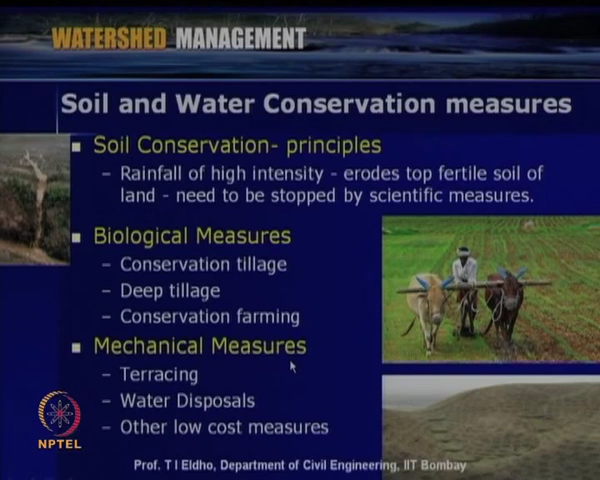 WATERSHED MANAGEMENT
Soil and Water Conservation measures
Soil Conservation- principles
– Rainfall of high intensity - erodes top fertile soil of
land - need to be stopped by scientific measures.
Biological Measures
– Conservation tillage
– Deep tillage
– Conservation farming
Mechanical Measures
– Terracing
– Water Disposals
– Other low cost measures
NPTEL
Prof. T I Eldho, Department of Civil Engineering, IIT Bombay